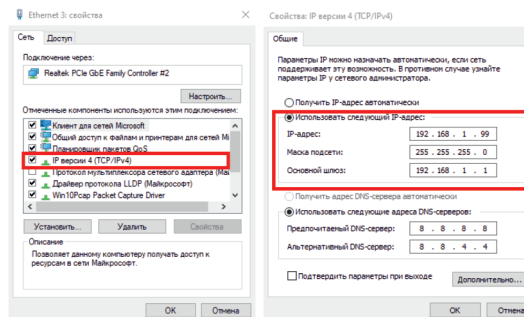 Ethernet 3: свойства
Сеть Доступ
Подключение через:
Realtek PCIe GbE Family Controller #2
Настроить...
Отмеченные компоненты используются этим подключением:
Клиент для сетей Microsoft
Общий доступ к файлам и принтерам для сетей Mi
Планировщик пакетов QoS
IP версии 4 (TCP/IPv4)
Протокол мультиплексора сетевого адаптера (Май
Драйвер протокола LLDP (Майкрософт)
Win10Pcap Packet Capture Driver
Установить... Удалить Свойства
Описание
Позволяет данному компьютеру получать доступ к
ресурсам в сети Майкрософт.
ОК Отмена
Свойства: IP версии 4 (TCP/IPv4)
Общие
Параметры IP можно назначать автоматически, если сеть
поддерживает эту возможность. В противном случае узнайте
параметры IP у сетевого администратора.
Получить IP-адрес автоматически
Использовать следующий IP-адрес:
IP-адрес: 192 . 168 . 1 . 99
Маска подсети: 255 . 255 . 255 . 0
Основной шлюз: 192 . 168 . 1 . 1
Получить адрес DNS-сервера автоматически
Использовать следующие адреса DNS-серверов:
Предпочитаемый DNS-сервер: 8 . 8 . 8 . 8
Альтернативный DNS-сервер: 8 . 8 . 4 . 4
Подтвердить параметры при выходе
Дополнительно...
ОК Отмена